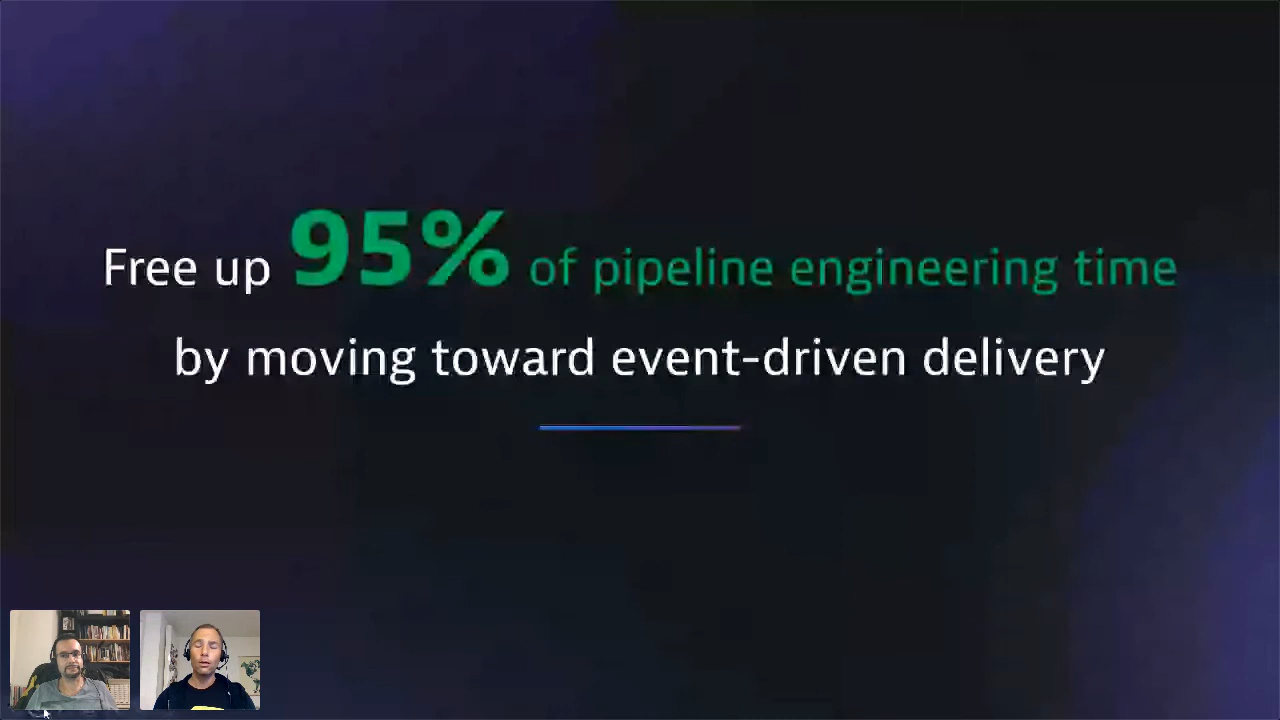 Free up 95% of pipeline engineering time
by moving toward event-driven delivery